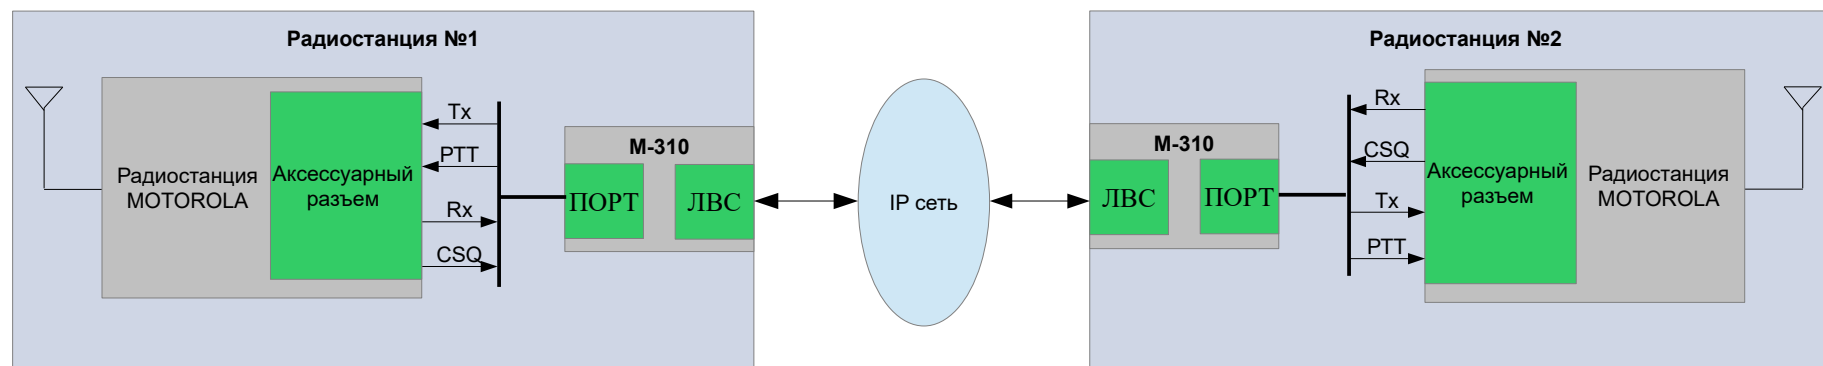 Радиостанция №1
Радиостанция
MOTOROLA
Аксессуарный
разъем
Tx
PTT
Rx
CSQ
М-310
ПОРТ
ЛВС
IP сеть
Радиостанция №2
М-310
ЛВС
ПОРТ
Rx
CSQ
Tx
PTT
Аксессуарный
разъем
Радиостанция
MOTOROLA